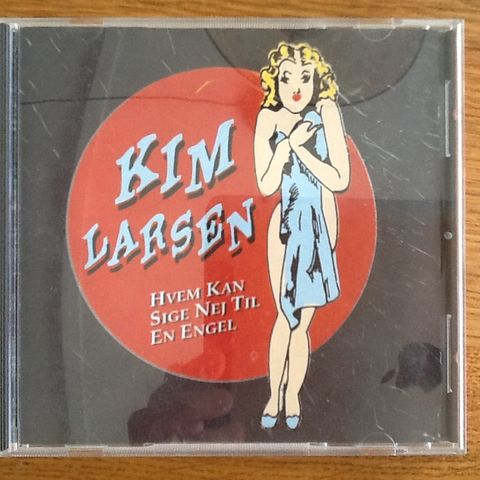 KIM
LARSEN
HVEM KAN
SIGE NEJ TIL
EN ENGEL